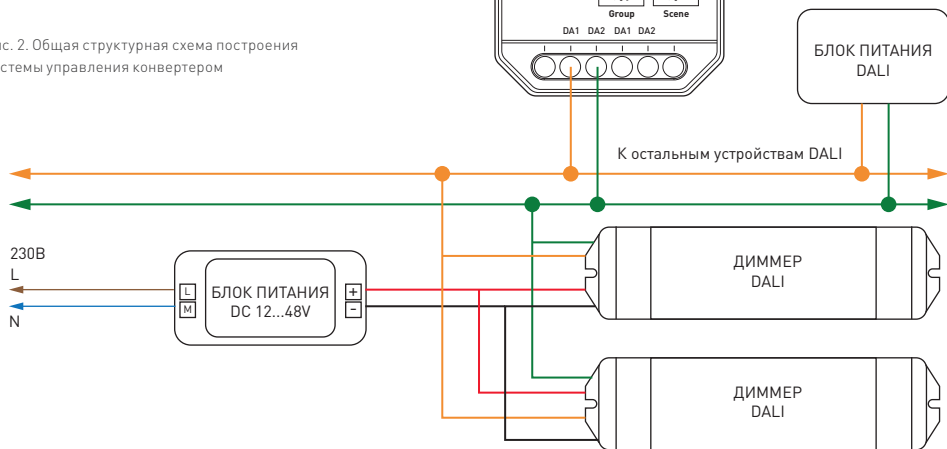 Group Scene
DA1 DA2 DA1 DA2
ис. 2. Общая структурная схема построения
стемы управления конвертером
БЛОК ПИТАНИЯ
DALI
К остальным устройствам DALI
230В
L
N
L
M
БЛОК ПИТАНИЯ
DC 12...48V
+
-
ДИММЕР
DALI
ДИММЕР
DALI